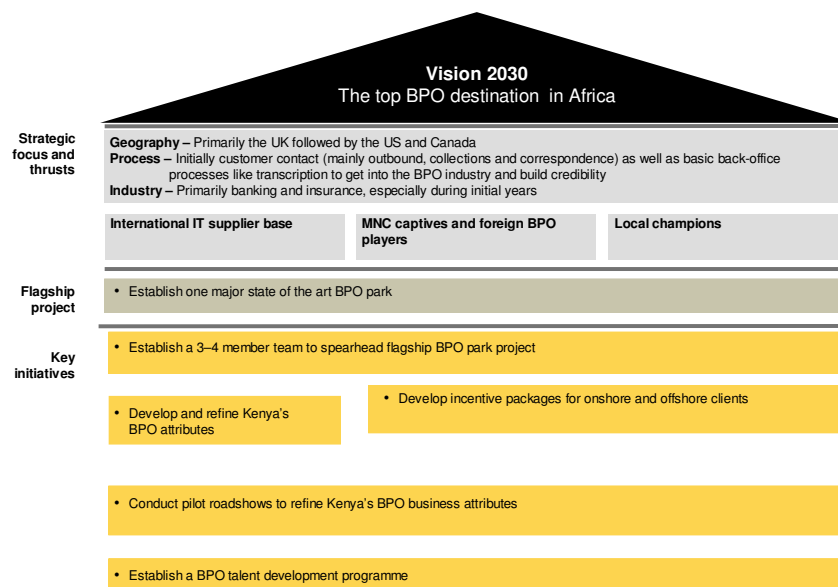 Vision 2030
The top BPO destination in Africa
Strategic
focus and
thrusts
Geography – Primarily the UK followed by the US and Canada
Process – Initially customer contact (mainly outbound, collections and correspondence) as well as basic back-office
processes like transcription to get into the BPO industry and build credibility
Industry – Primarily banking and insurance, especially during initial years
International IT supplier base
MNC captives and foreign BPO
players
Local champions
Flagship
project
• Establish one major state of the art BPO park
Key
initiatives
• Establish a 3–4 member team to spearhead flagship BPO park project
• Develop and refine Kenya's
BPO attributes
• Develop incentive packages for onshore and offshore clients
• Conduct pilot roadshows to refine Kenya's BPO business attributes
• Establish a BPO talent development programme